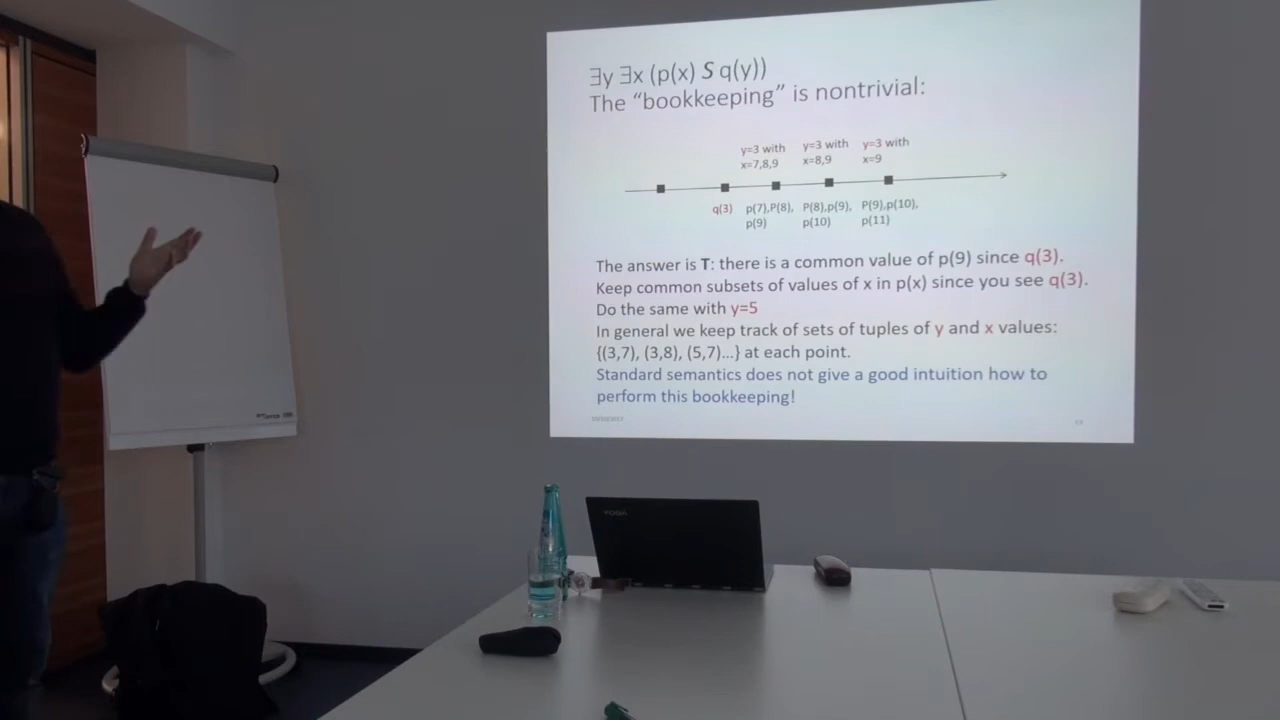 ∃y ∃x (p(x) S q(y))
The “bookkeeping” is nontrivial:
y=3 with
x=7,8,9
y=3 with
x=8,9
y=3 with
x=9
q(3)
p(7),P(8),
p(9)
P(8),p(9),
p(10)
P(9),p(10),
p(11)
The answer is T: there is a common value of p(9) since q(3).
Keep common subsets of values of x in p(x) since you see q(3).
Do the same with y=5
In general we keep track of sets of tuples of y and x values:
{(3,7), (3,8), (5,7)…} at each point.
Standard semantics does not give a good intuition how to
perform this bookkeeping!
YOGA